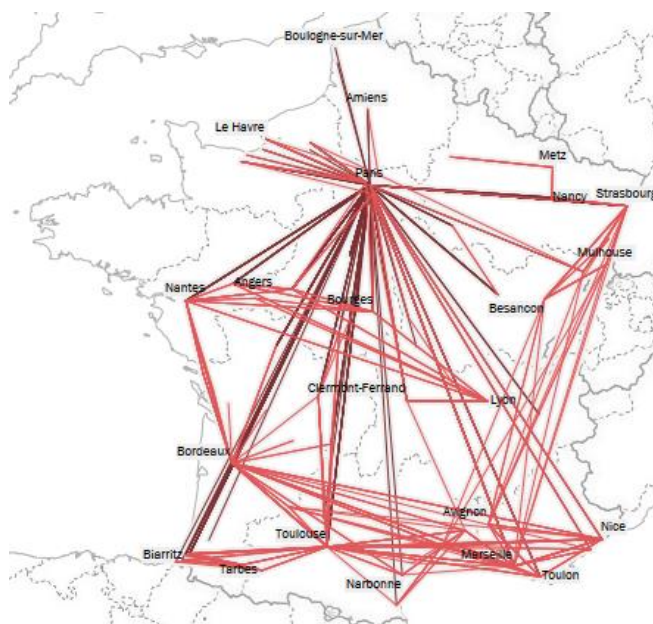 Boulogne-sur-Mer
Amiens
Le Havre
Metz
Paris
Nancy
Strasbourg
Mulhouse
Angers
Nantes
Bourges
Besancon
Clermont-Ferrand
Lyon
Bordeaux
Avignon
Nice
Toulouse
Biarritz
Marseille
Tarbes
Narbonne
Toulon